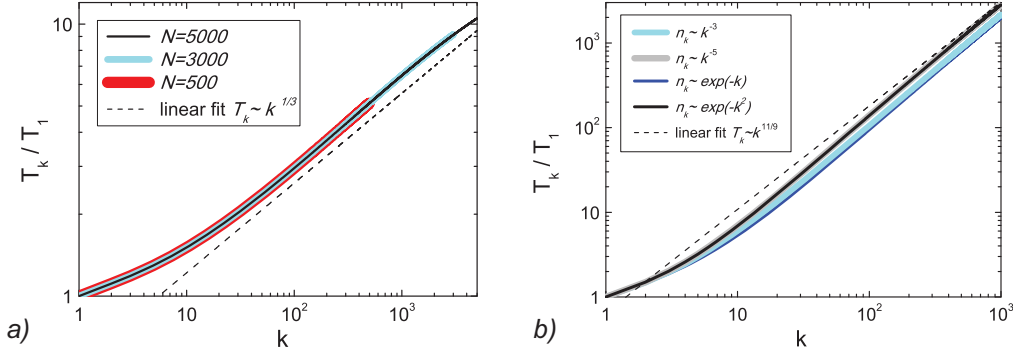 10
N=5000
N=3000
N=500
linear fit T_k ~ k^{1/3}
T_k / T_1
1
1 10 10^2 10^3
k
a)
10^3
10^2
10
1
n_k ~ k^{-3}
n_k ~ k^{-5}
n_k ~ exp(-k)
n_k ~ exp(-k^2)
linear fit T_k ~ k^{11/9}
T_k / T_1
1 10 10^2 10^3
k
b)